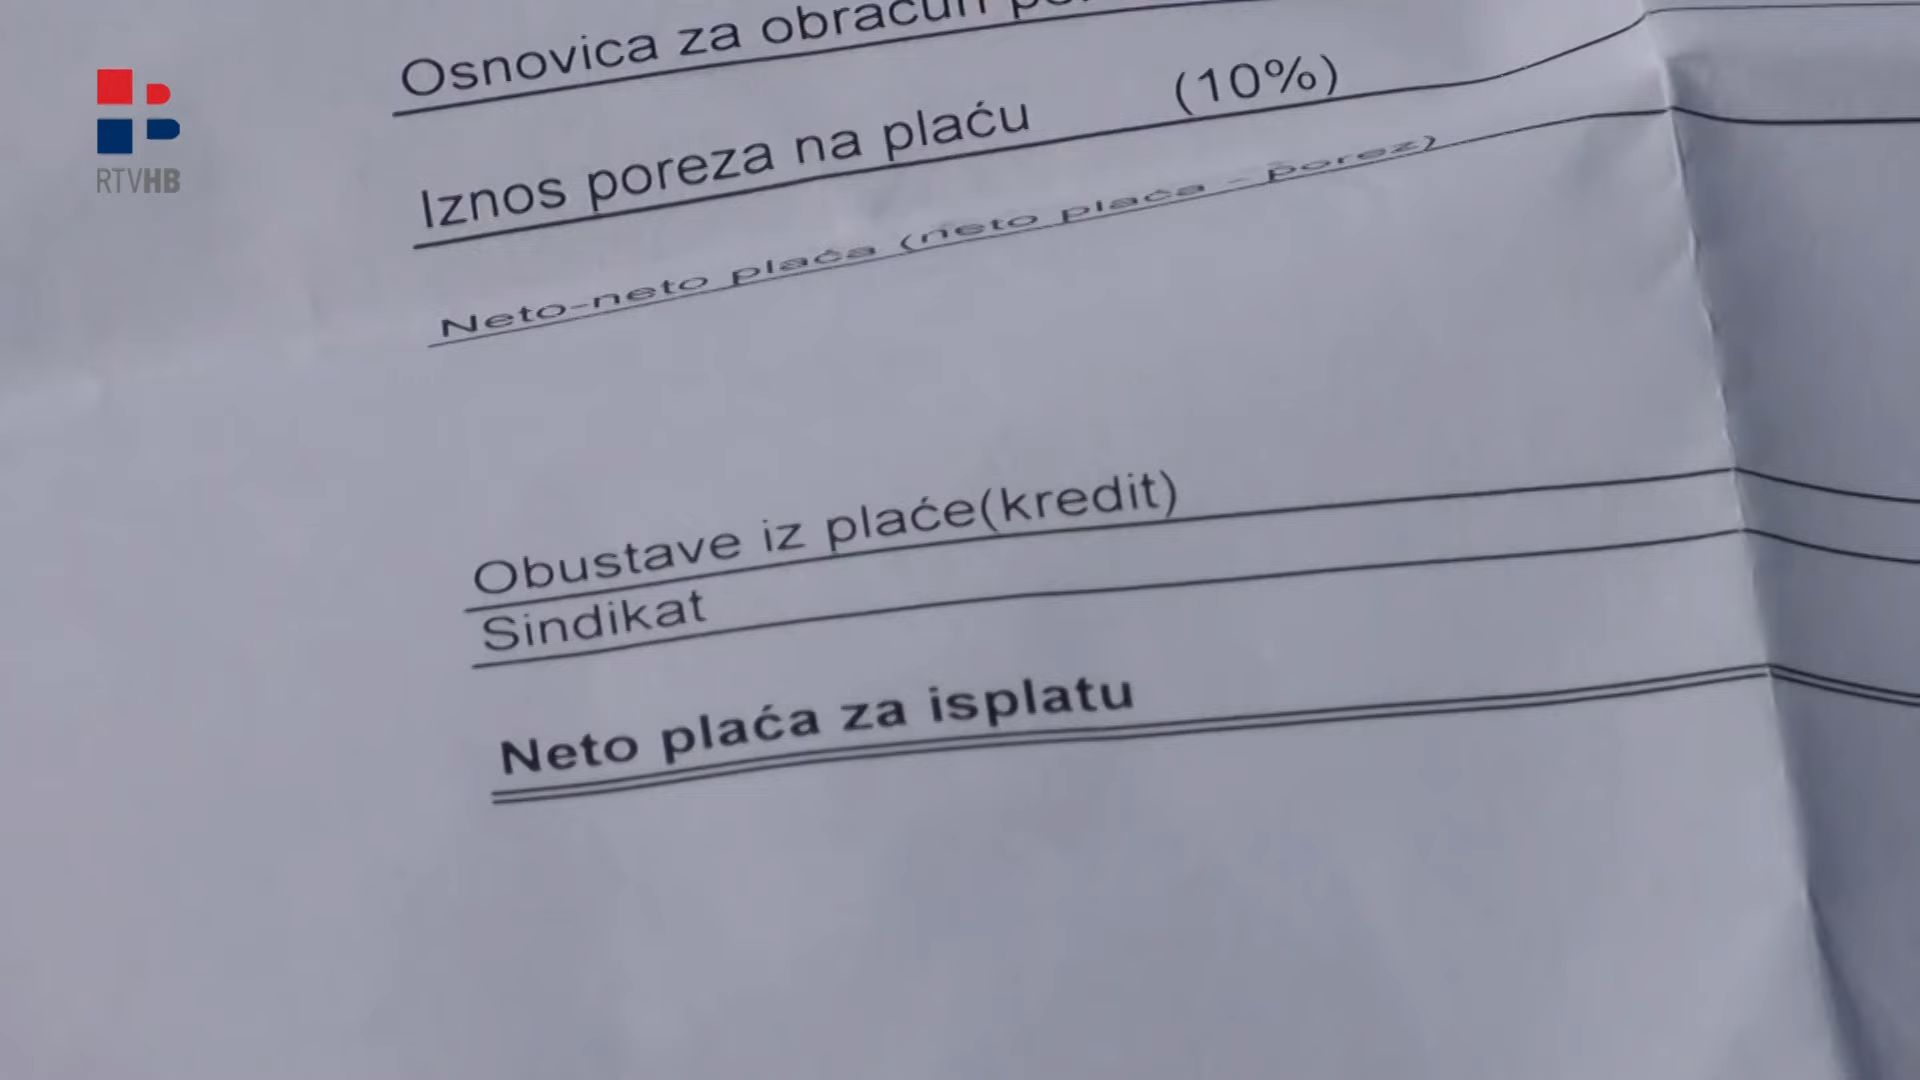 RTVHB
Osnovica za obračun
Iznos poreza na plaću (10%)
Neto-neto plaća (neto plaća - porez)
Obustave iz plaće(kredit)
Sindikat
Neto plaća za isplatu